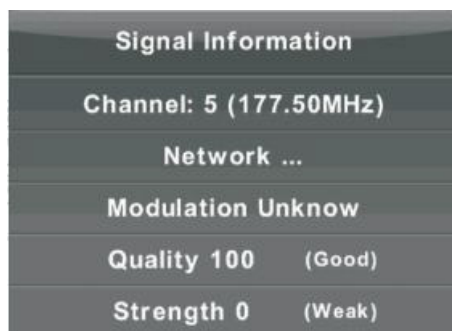 Signal Information
Channel: 5 (177.50MHz)
Network ...
Modulation Unknow
Quality 100 (Good)
Strength 0 (Weak)